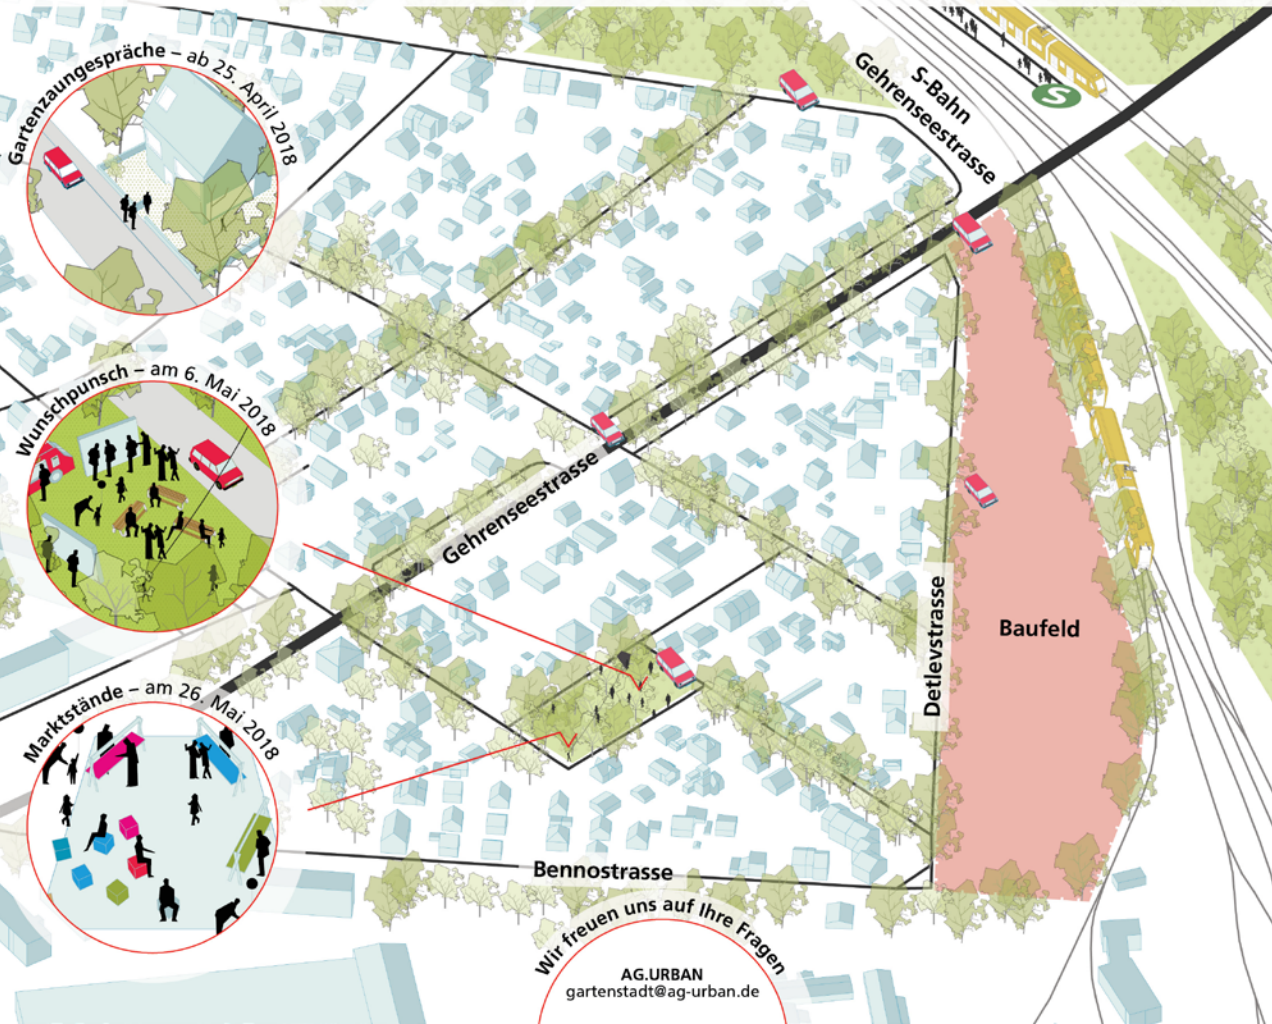 Gartenzaungespräche – ab 25. April 2018
S-Bahn
Gehrenseestrasse
S
Wunschpunsch – am 6. Mai 2018
Gehrenseestrasse
Detlevstrasse
Baufeld
Marktstände – am 26. Mai 2018
Bennostrasse
Wir freuen uns auf Ihre Fragen
AG.URBAN
gartenstadt@ag-urban.de